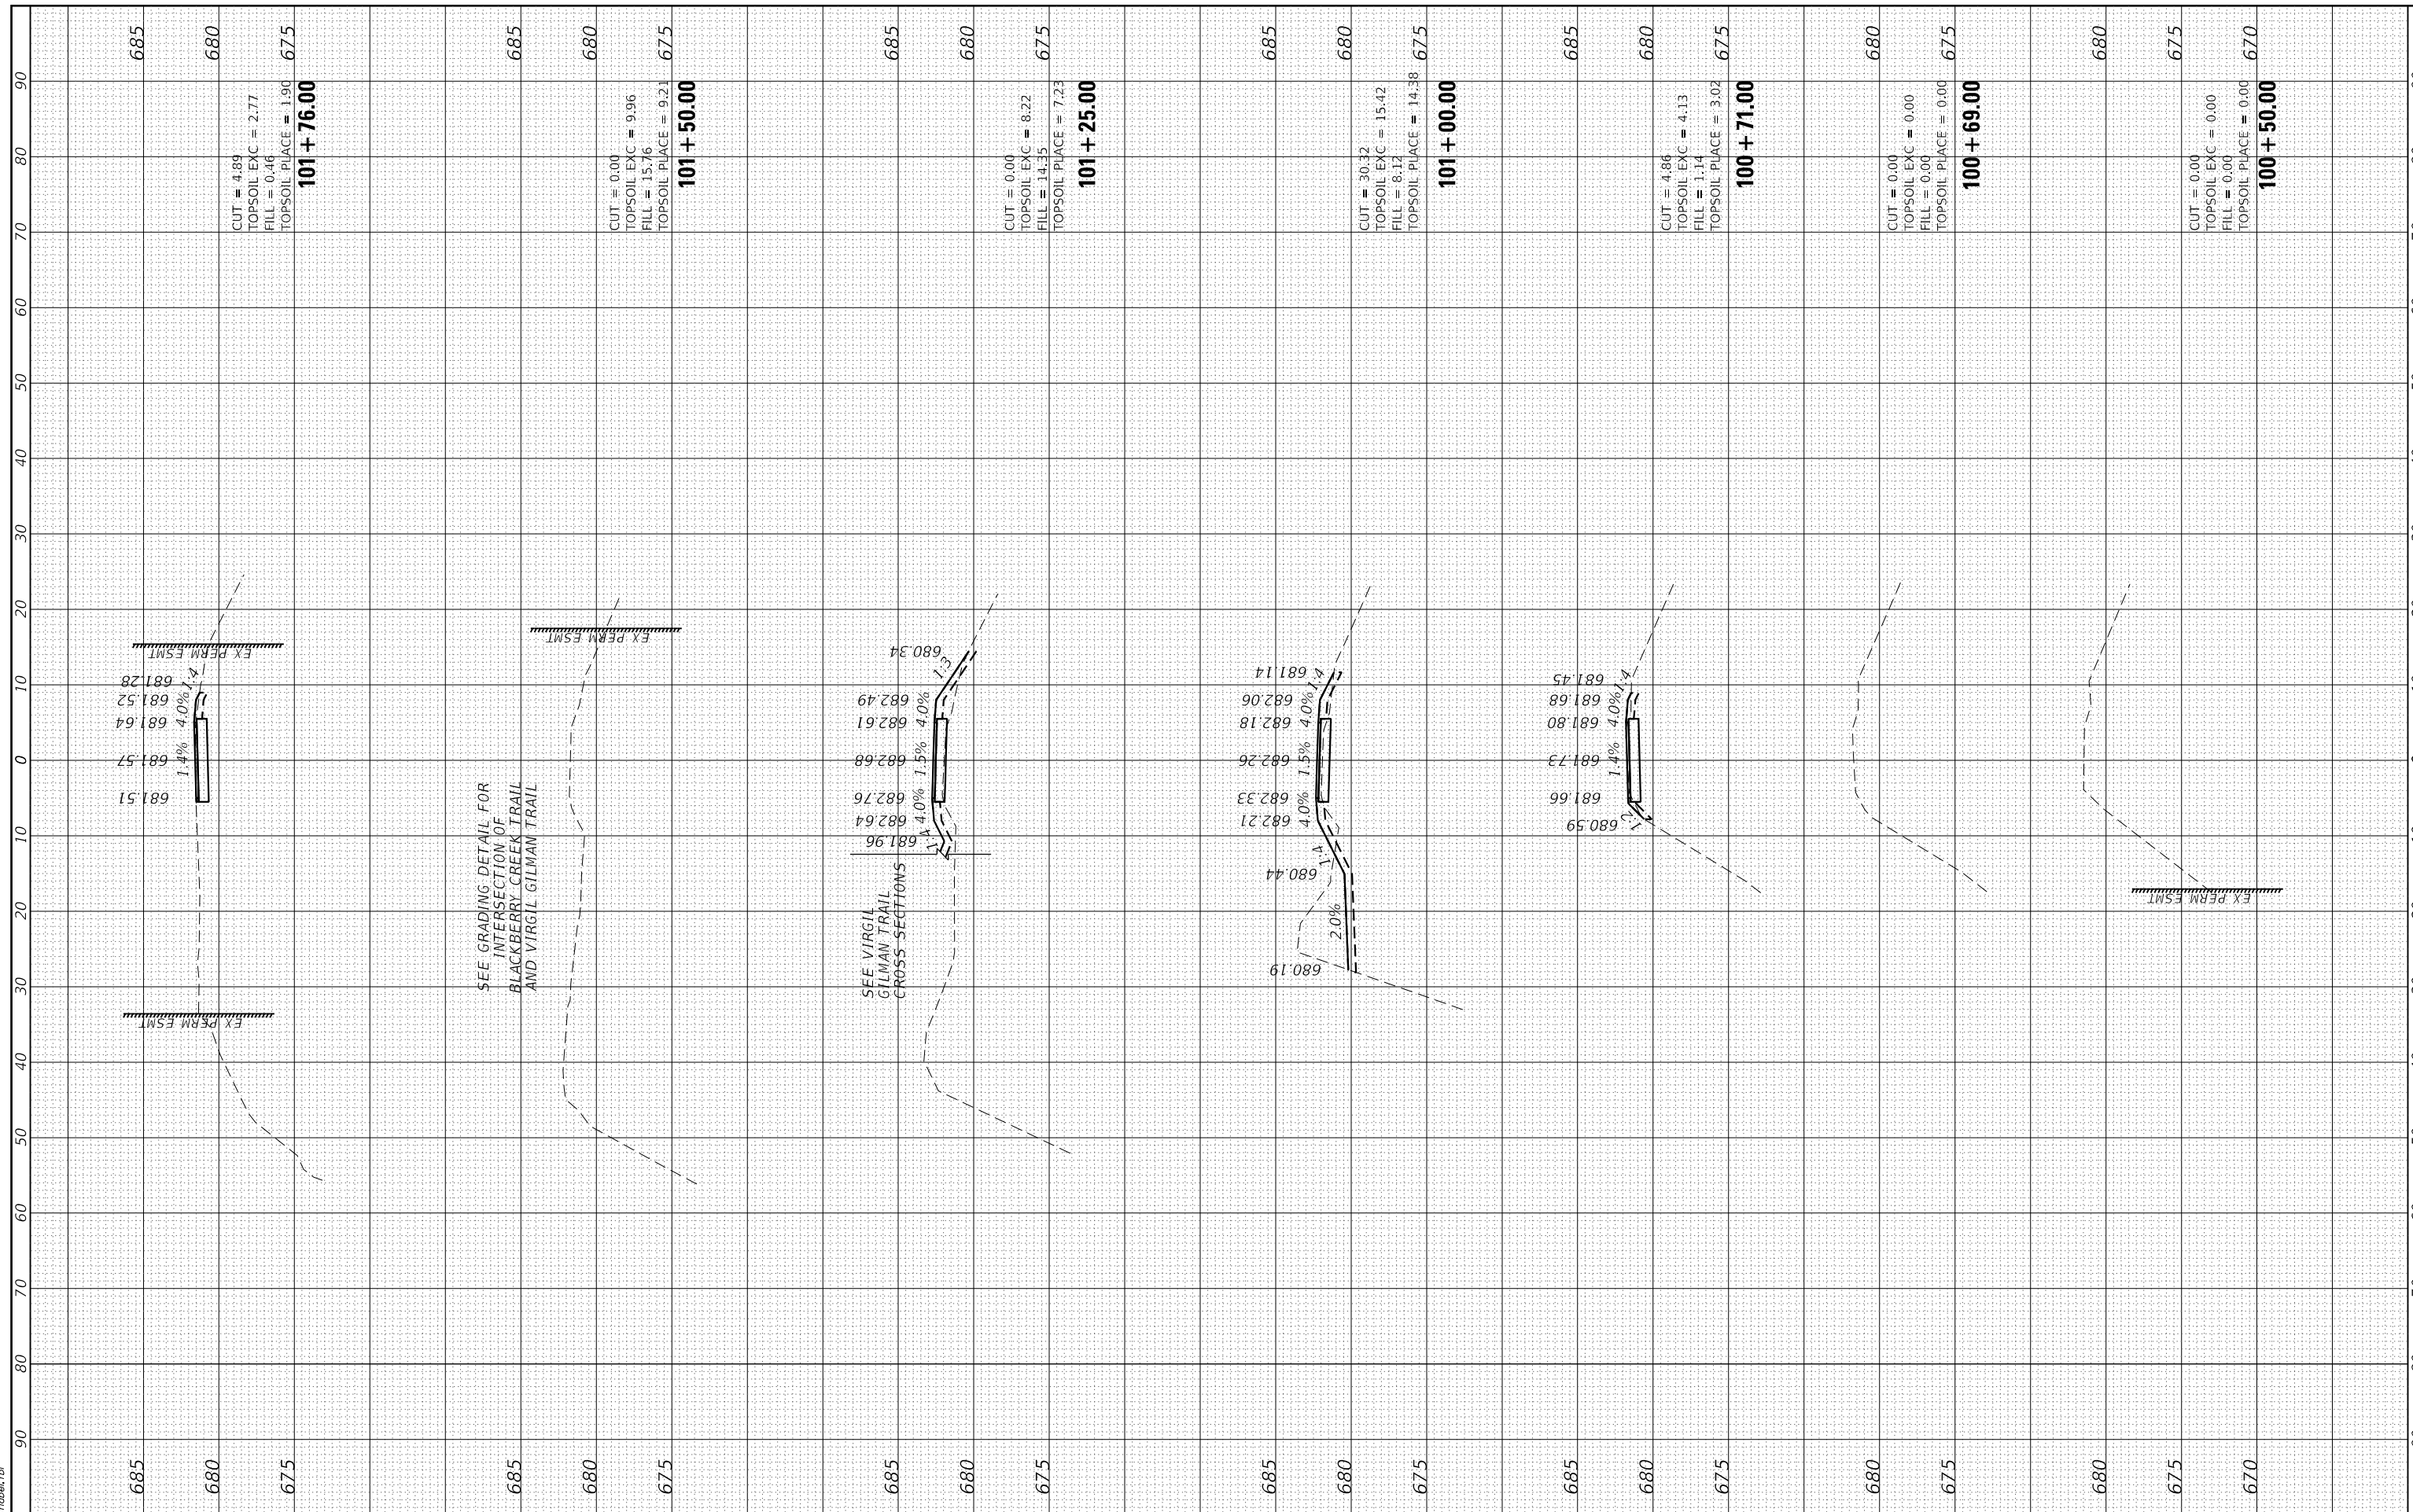 90 80 70 60 50 40 30 20 10 0 10 20 30 40 50 60 70 80 90
685 680 675
CUT = 4.89
TOPSOIL EXC = 2.77
FILL = 0.46
TOPSOIL PLACE = 1.90
101+76.00
EX PERM ESMT
681.28
681.52
681.64
681.57
681.51
1:4
4.0%
1.4%
EX PERM ESMT
685 680 675
685 680 675
CUT = 0.00
TOPSOIL EXC = 9.96
FILL = 15.76
TOPSOIL PLACE = 9.21
101+50.00
EX PERM ESMT
SEE GRADING DETAIL FOR
INTERSECTION OF
BLACKBERRY CREEK TRAIL
AND VIRGIL GILMAN TRAIL
685 680 675
685 680 675
CUT = 0.00
TOPSOIL EXC = 8.22
FILL = 14.35
TOPSOIL PLACE = 7.23
101+25.00
680.34
682.49
682.61
682.68
682.76
682.64
681.96
1:3
4.0%
1.5%
4.0%
1:4
SEE VIRGIL
GILMAN TRAIL
CROSS SECTIONS
685 680 675
685 680 675
CUT = 30.32
TOPSOIL EXC = 15.42
FILL = 8.12
TOPSOIL PLACE = 14.38
101+00.00
681.14
682.06
682.18
682.26
682.33
682.21
680.44
680.19
1:4
4.0%
1.5%
4.0%
1:4
2.0%
685 680 675
685 680 675
CUT = 4.86
TOPSOIL EXC = 4.13
FILL = 1.14
TOPSOIL PLACE = 3.02
100+71.00
681.45
681.68
681.80
681.73
681.66
680.59
1:4
4.0%
1.4%
1:2
685 680 675
680 675
CUT = 0.00
TOPSOIL EXC = 0.00
FILL = 0.00
TOPSOIL PLACE = 0.00
100+69.00
680 675
680 675 670
CUT = 0.00
TOPSOIL EXC = 0.00
FILL = 0.00
TOPSOIL PLACE = 0.00
100+50.00
EX PERM ESMT
680 675 670